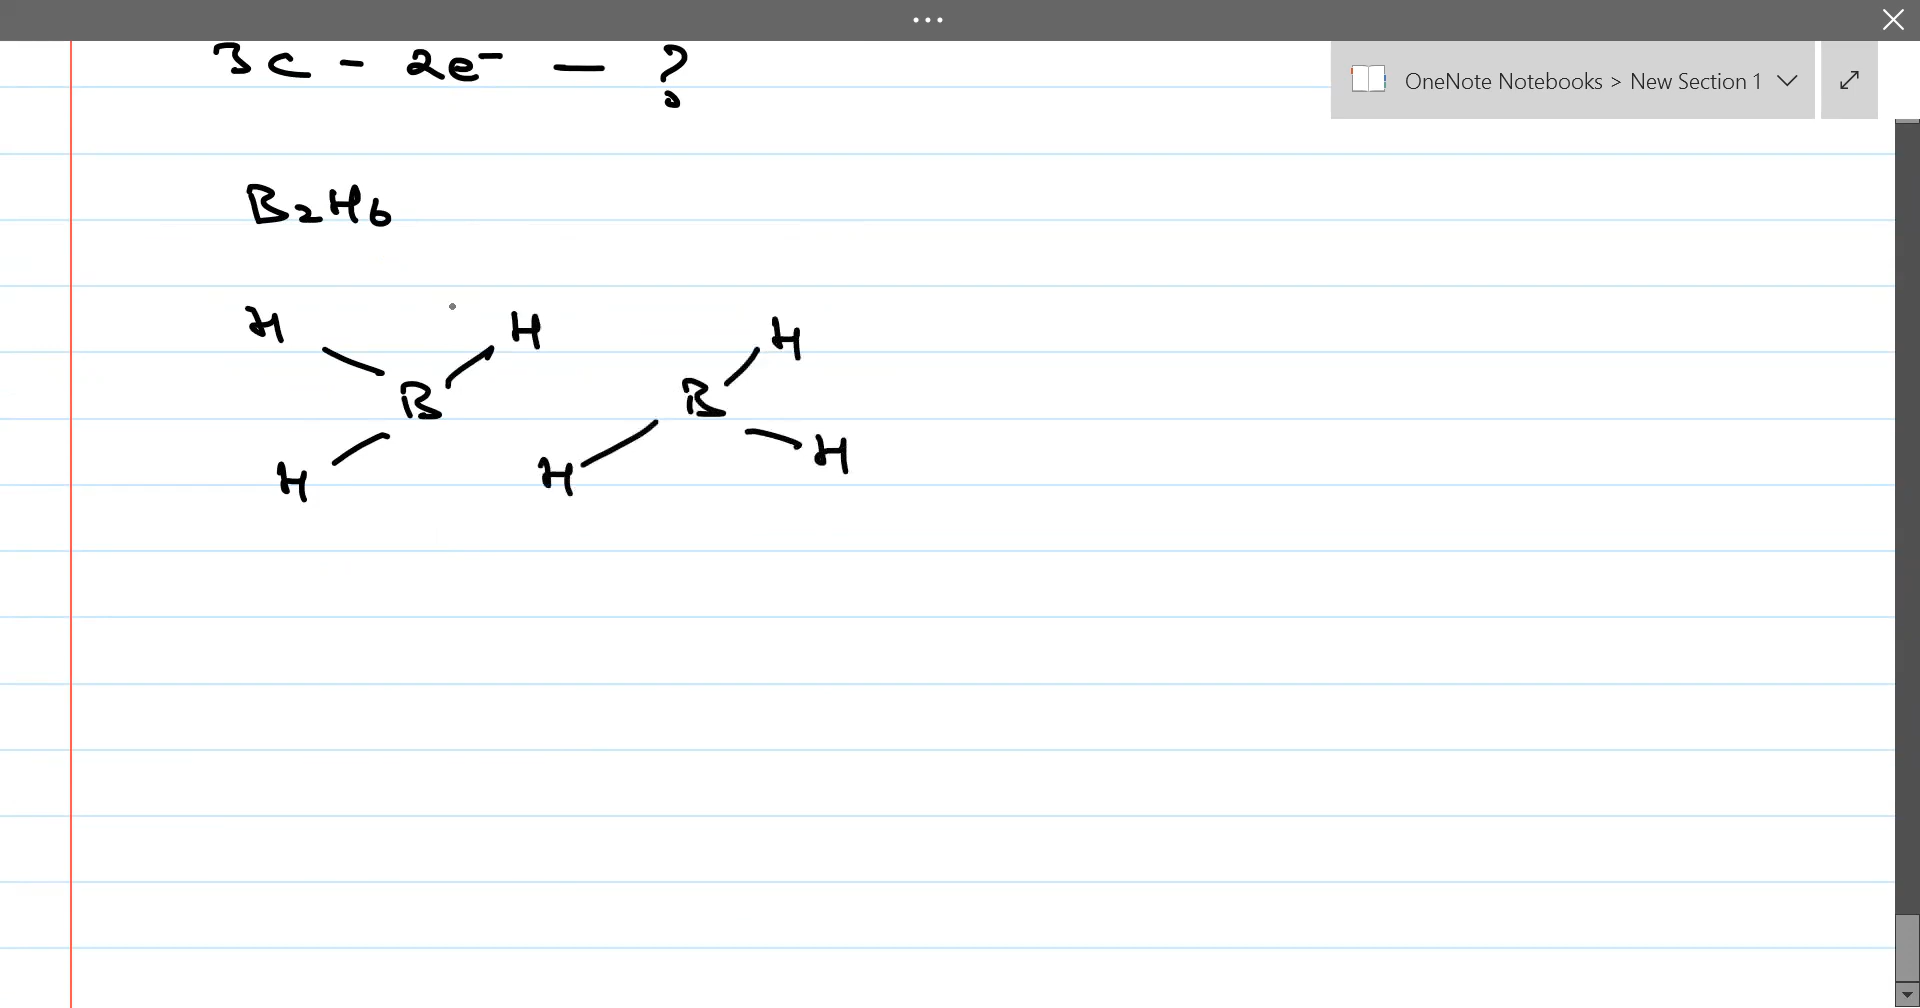 3c - 2e⁻ — ?
OneNote Notebooks > New Section 1
B₂H₆
H H H
B B
H H H